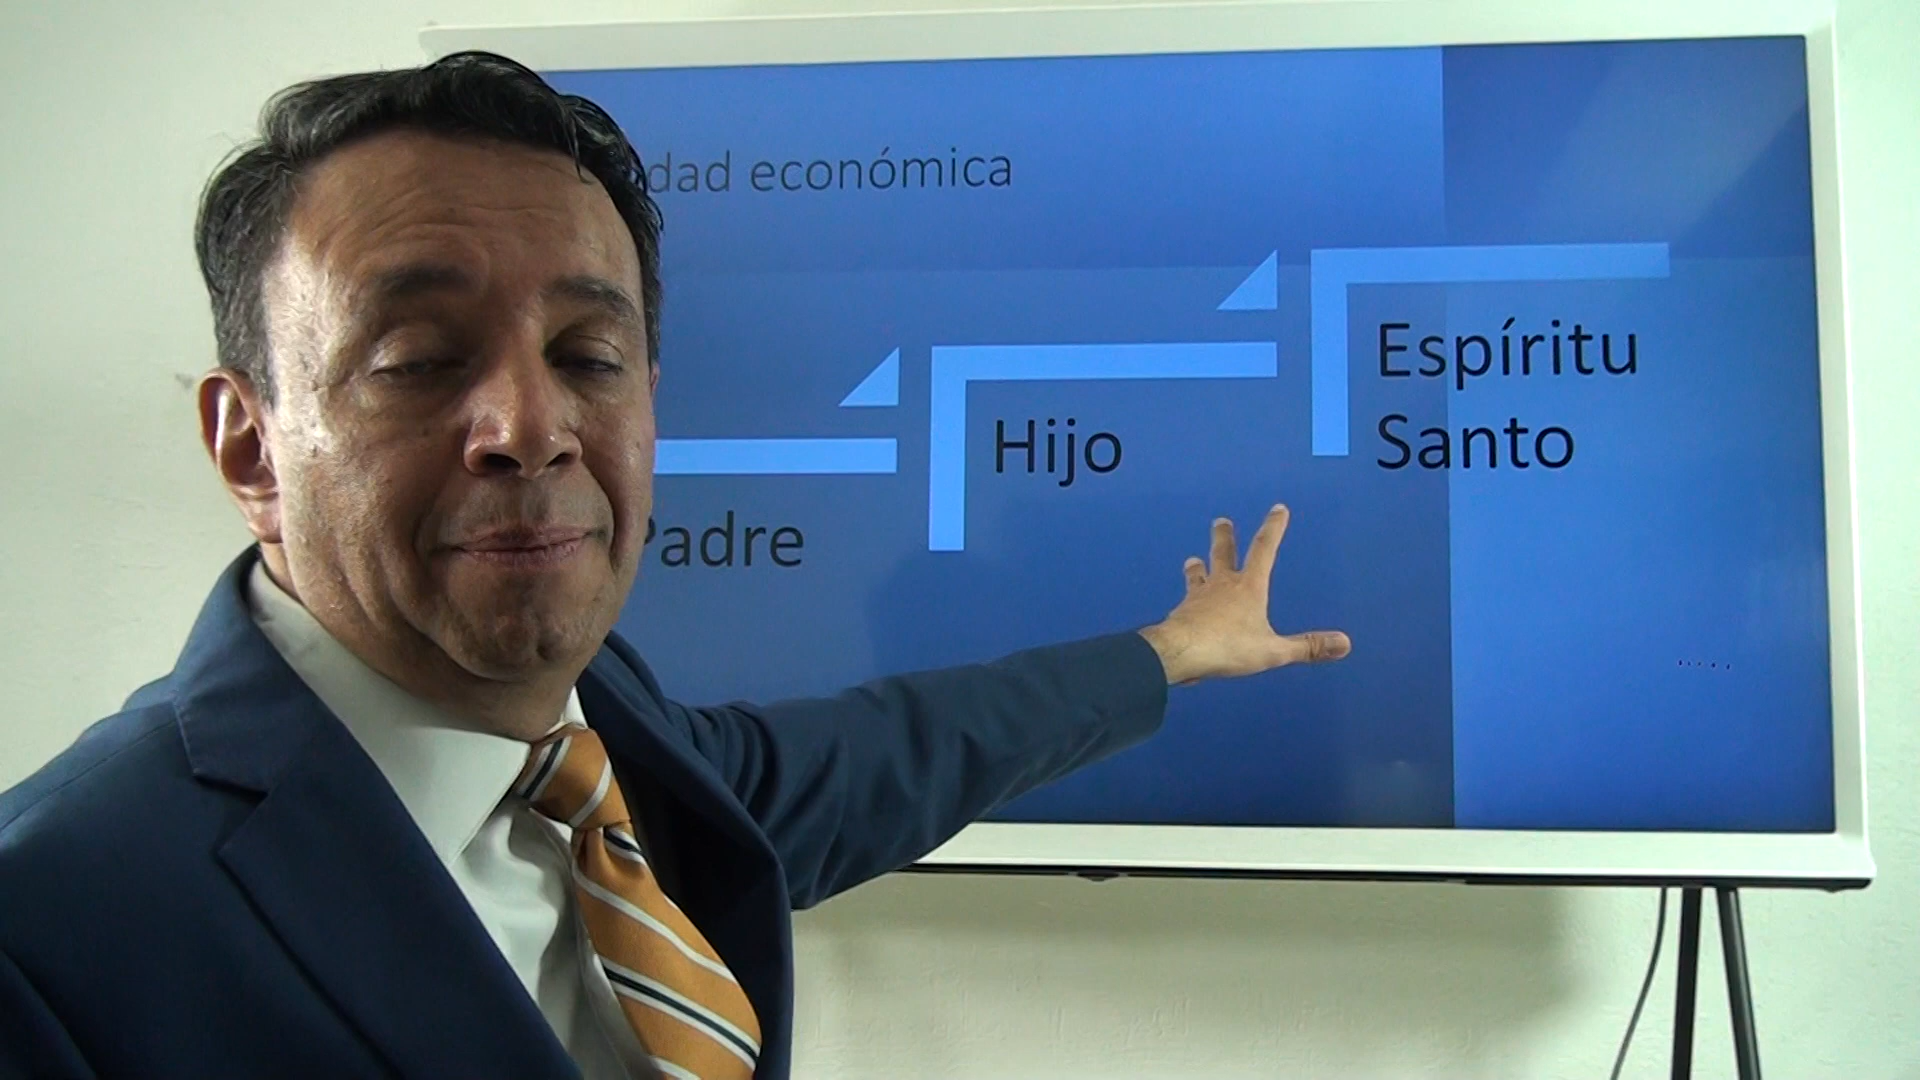 dad económica
Espíritu
Santo
Hijo
Padre